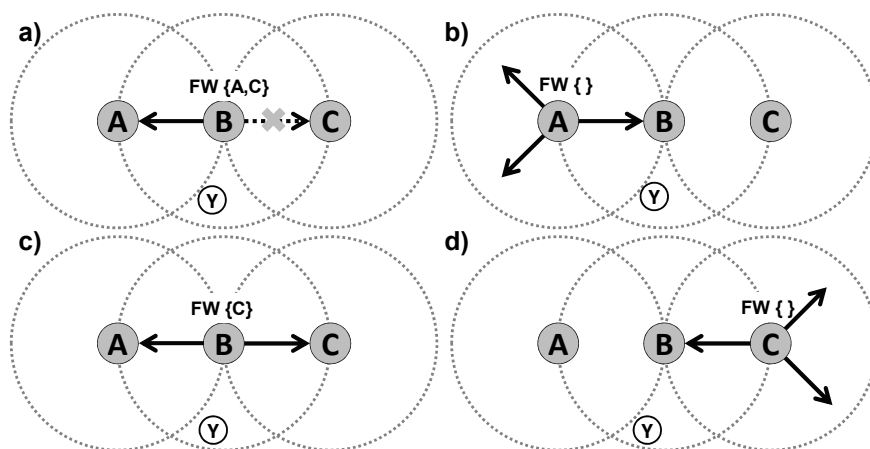 a)
FW {A,C}
A B C
Y
b)
FW { }
A B C
Y
c)
FW {C}
A B C
Y
d)
FW { }
A B C
Y